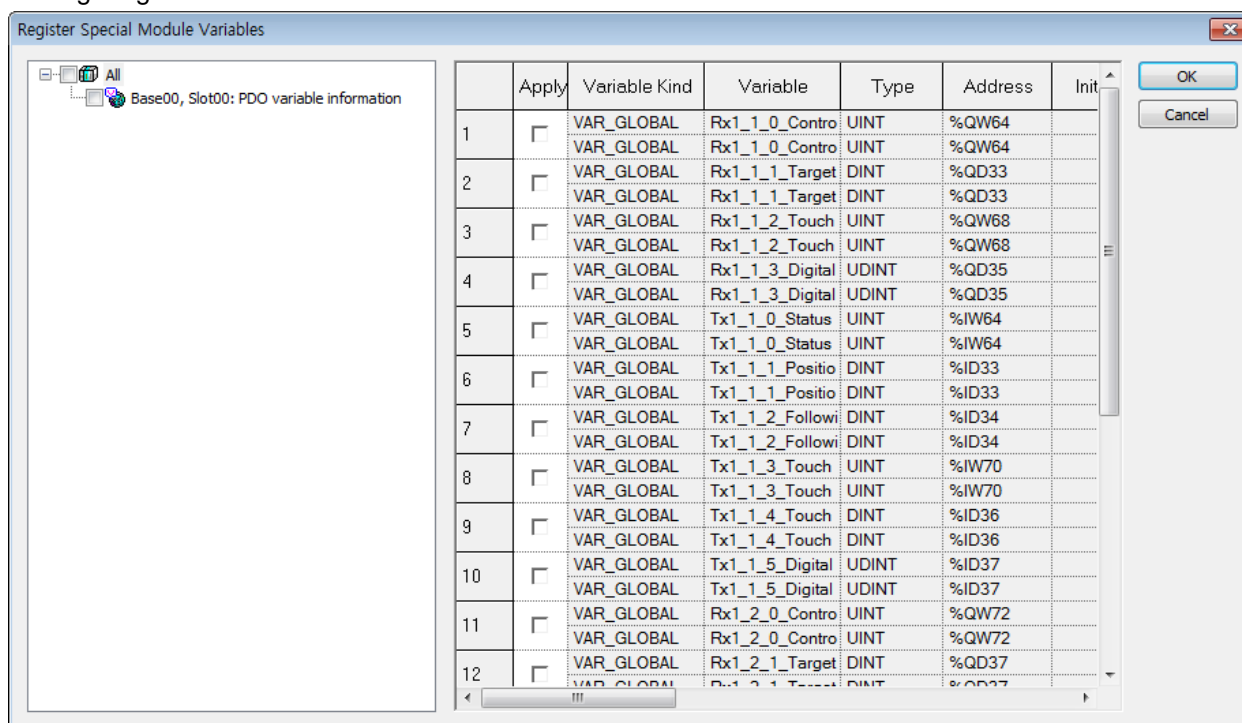 Register Special Module Variables
All
Base00, Slot00: PDO variable information
Apply Variable Kind Variable Type Address Init
OK
Cancel
1 VAR_GLOBAL Rx1_1_0_Contro UINT %QW64
VAR_GLOBAL Rx1_1_0_Contro UINT %QW64
2 VAR_GLOBAL Rx1_1_1_Target DINT %QD33
VAR_GLOBAL Rx1_1_1_Target DINT %QD33
3 VAR_GLOBAL Rx1_1_2_Touch UINT %QW68
VAR_GLOBAL Rx1_1_2_Touch UINT %QW68
4 VAR_GLOBAL Rx1_1_3_Digital UDINT %QD35
VAR_GLOBAL Rx1_1_3_Digital UDINT %QD35
5 VAR_GLOBAL Tx1_1_0_Status UINT %IW64
VAR_GLOBAL Tx1_1_0_Status UINT %IW64
6 VAR_GLOBAL Tx1_1_1_Positio DINT %ID33
VAR_GLOBAL Tx1_1_1_Positio DINT %ID33
7 VAR_GLOBAL Tx1_1_2_Followi DINT %ID34
VAR_GLOBAL Tx1_1_2_Followi DINT %ID34
8 VAR_GLOBAL Tx1_1_3_Touch UINT %IW70
VAR_GLOBAL Tx1_1_3_Touch UINT %IW70
9 VAR_GLOBAL Tx1_1_4_Touch DINT %ID36
VAR_GLOBAL Tx1_1_4_Touch DINT %ID36
10 VAR_GLOBAL Tx1_1_5_Digital UDINT %ID37
VAR_GLOBAL Tx1_1_5_Digital UDINT %ID37
11 VAR_GLOBAL Rx1_2_0_Contro UINT %QW72
VAR_GLOBAL Rx1_2_0_Contro UINT %QW72
12 VAR_GLOBAL Rx1_2_1_Target DINT %QD37
VAR_GLOBAL Rx1_2_1_Target DINT %QD37